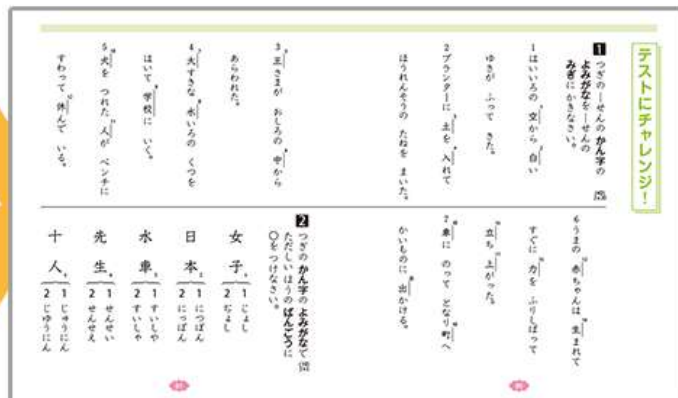 テストにチャレンジ!
1 つぎの―せんのかん字の
よみがなを―せんの
みぎにかきなさい。
1 はいいろの 空から 白い
ゆきが ふって きた。
2 プランターに 土を 入れて
ほうれんそうの たねを まいた。
3 王さまが おしろの 中から
あらわれた。
4 大すきな 水いろの くつを
はいて 学校に いく。
5 犬を つれた 人が ベンチに
すわって 休んで いる。
6 うまの 赤ちゃんは 生まれて
すぐに 力を ふりしぼって
立ち 上がった。
7 車に のって となり町へ
かいものに 出かける。
2 つぎのかん字のよみがなで
ただしいほうのばんごうに
○をつけなさい。
女子 1 じょし
2 ぢょし
日本 1 につぽん
2 にっぽん
水車 1 すいしや
2 すいしゃ
先生 1 せんせい
2 せんせえ
十人 1 じゅうにん
2 じゆうにん